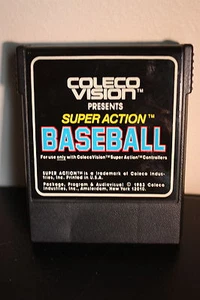 COLECO
VISION™
PRESENTS
SUPER ACTION™
BASEBALL
For use only with ColecoVision™ Super Action™ Controllers
SUPER ACTION™ is a trademark of Coleco Indus-
tries, Inc. Printed in U.S.A.
Package, Program & Audiovisual © 1983 Coleco
Industries, Inc., Amsterdam, New York 12010.